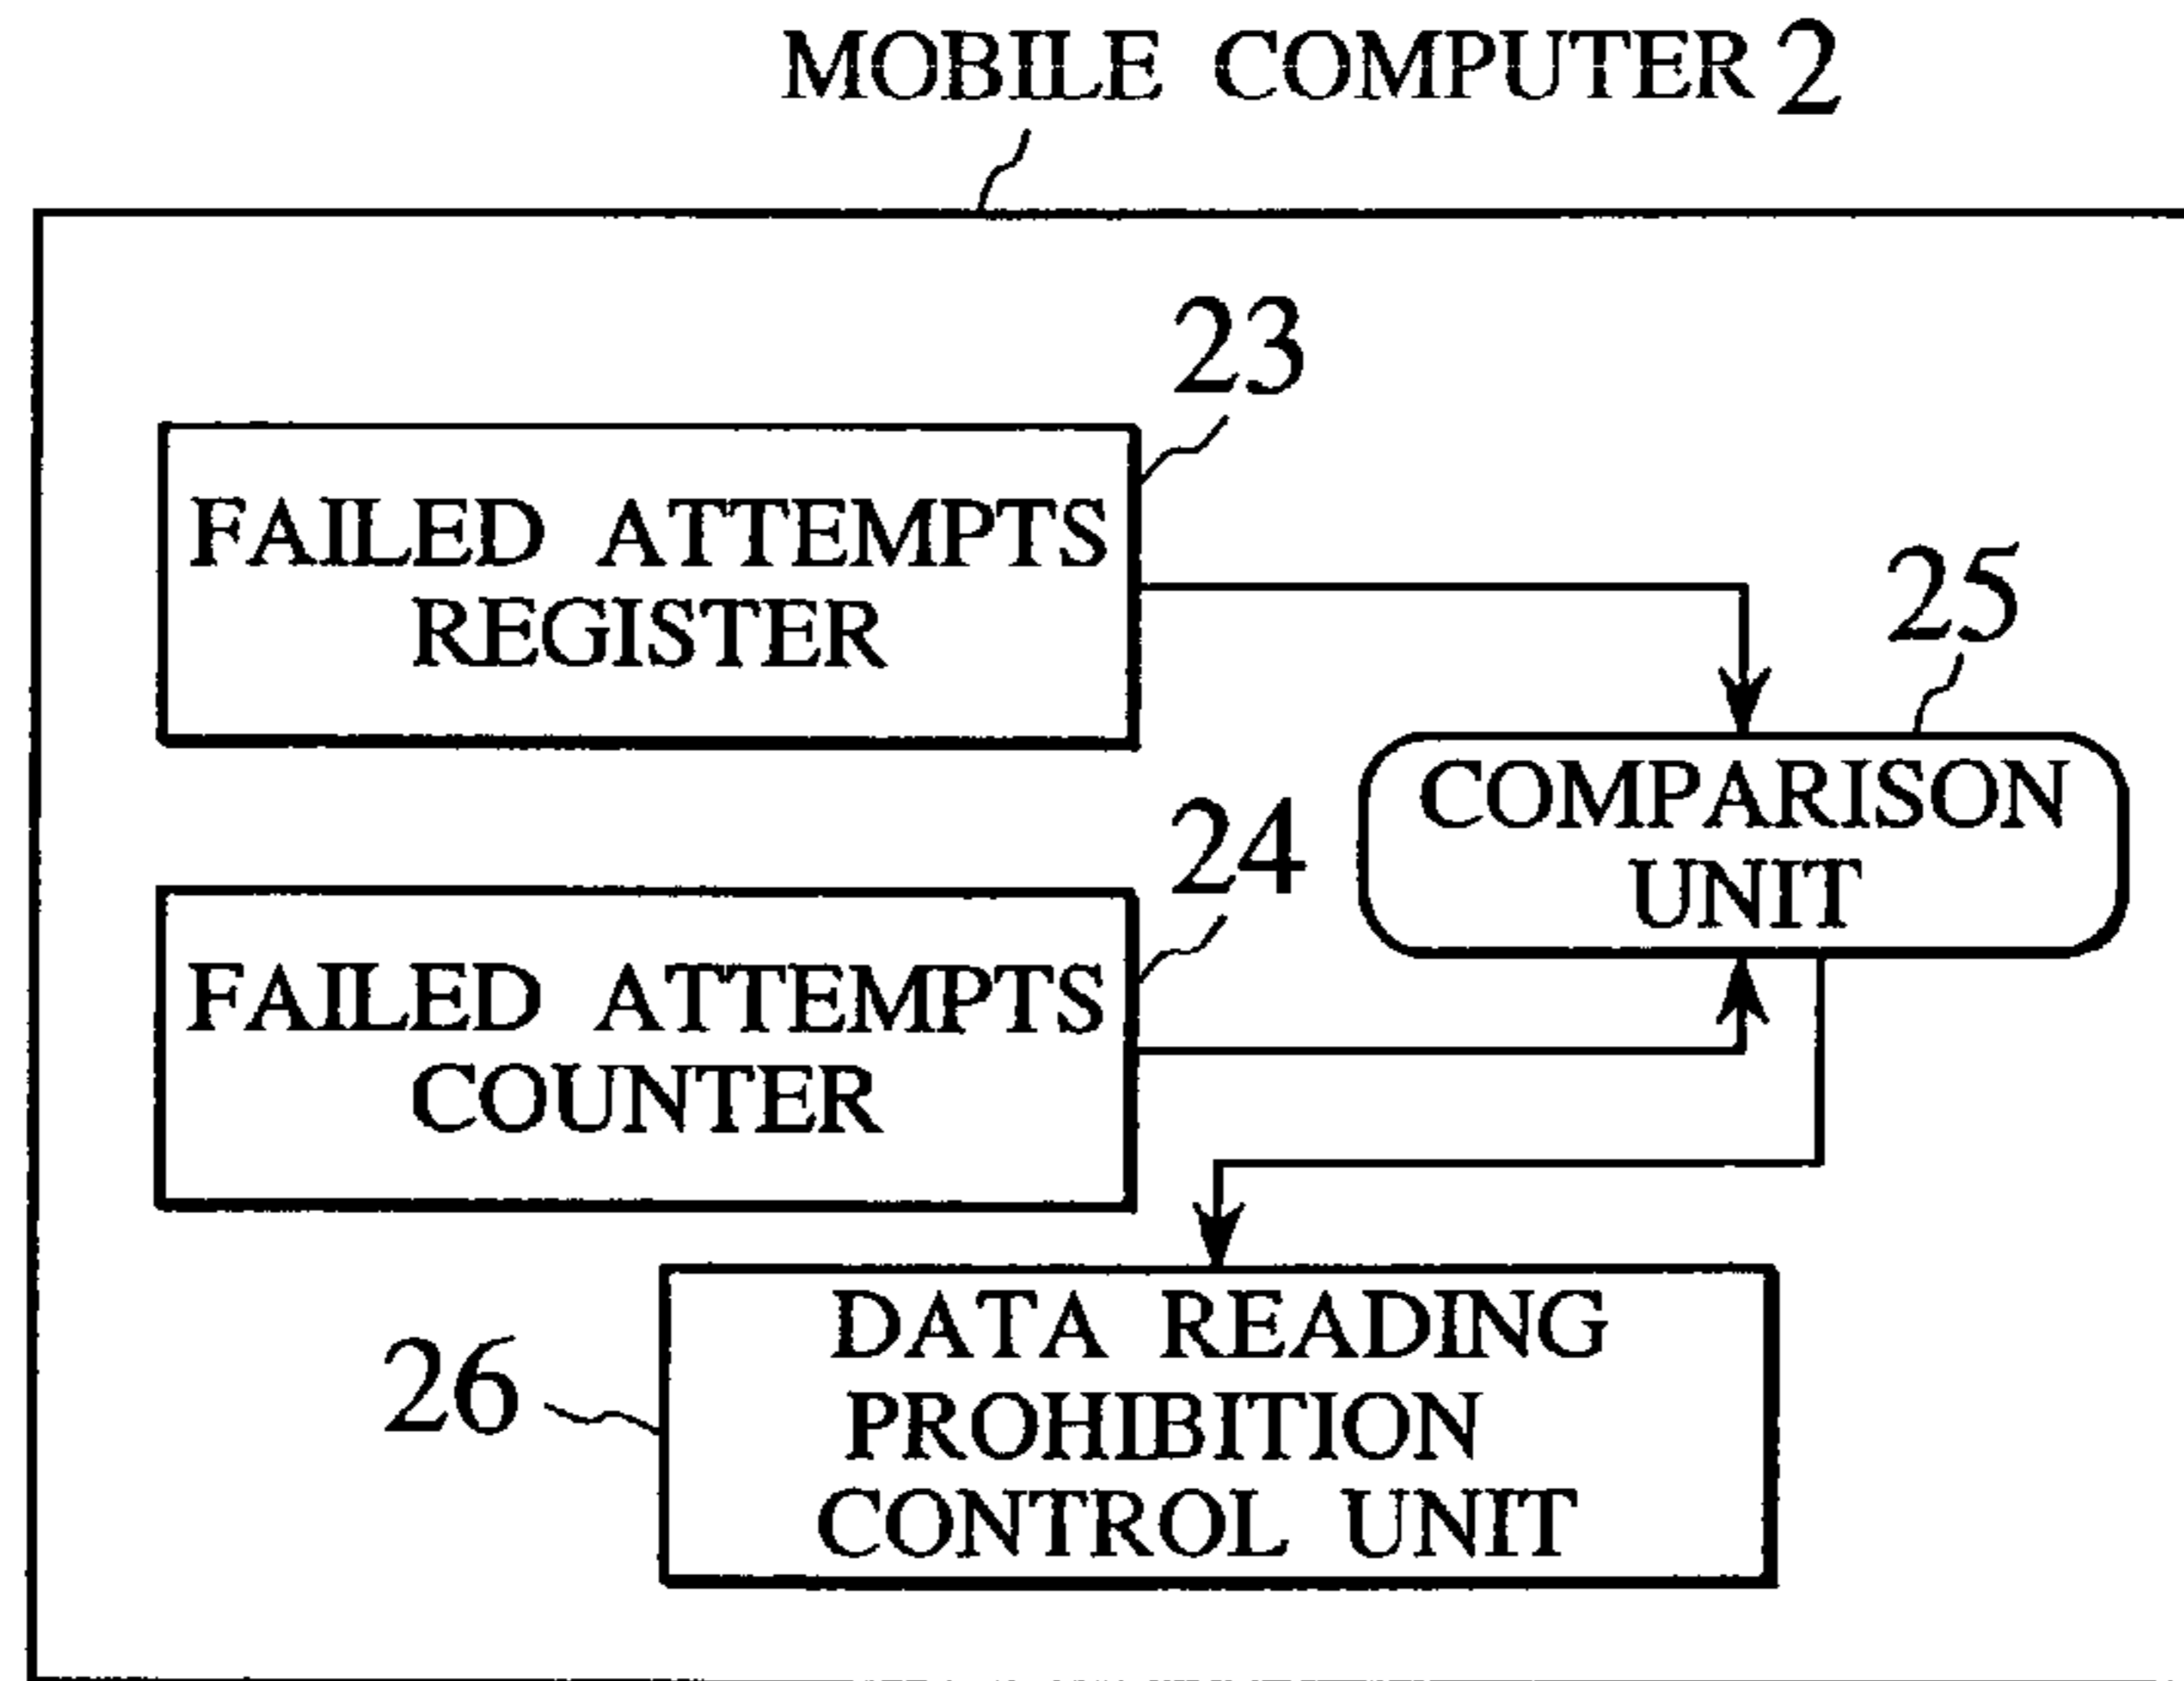 MOBILE COMPUTER 2
23
FAILED ATTEMPTS
REGISTER
25
COMPARISON
UNIT
24
FAILED ATTEMPTS
COUNTER
26
DATA READING
PROHIBITION
CONTROL UNIT